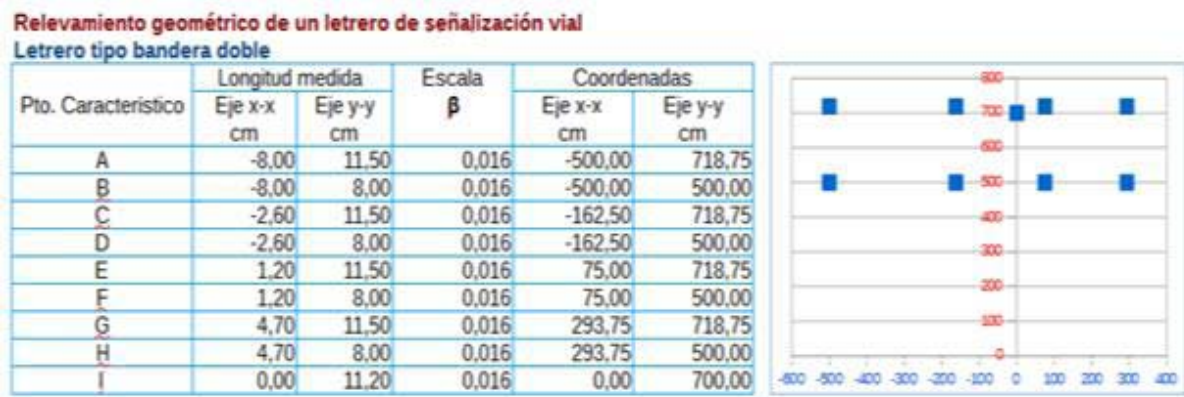 Relevamiento geométrico de un letrero de señalización vial
Letrero tipo bandera doble
Longitud medida Escala Coordenadas
Pto. Caracteristico Eje x-x Eje y-y β Eje x-x Eje y-y
cm cm cm cm
A -8,00 11,50 0,016 -500,00 718,75
B -8,00 8,00 0,016 -500,00 500,00
C -2,60 11,50 0,016 -162,50 718,75
D -2,60 8,00 0,016 -162,50 500,00
E 1,20 11,50 0,016 75,00 718,75
F 1,20 8,00 0,016 75,00 500,00
G 4,70 11,50 0,016 293,75 718,75
H 4,70 8,00 0,016 293,75 500,00
I 0,00 11,20 0,016 0,00 700,00
800
700
600
500
400
300
200
100
0
-600 -500 -400 -300 -200 -100 0 100 200 300 400